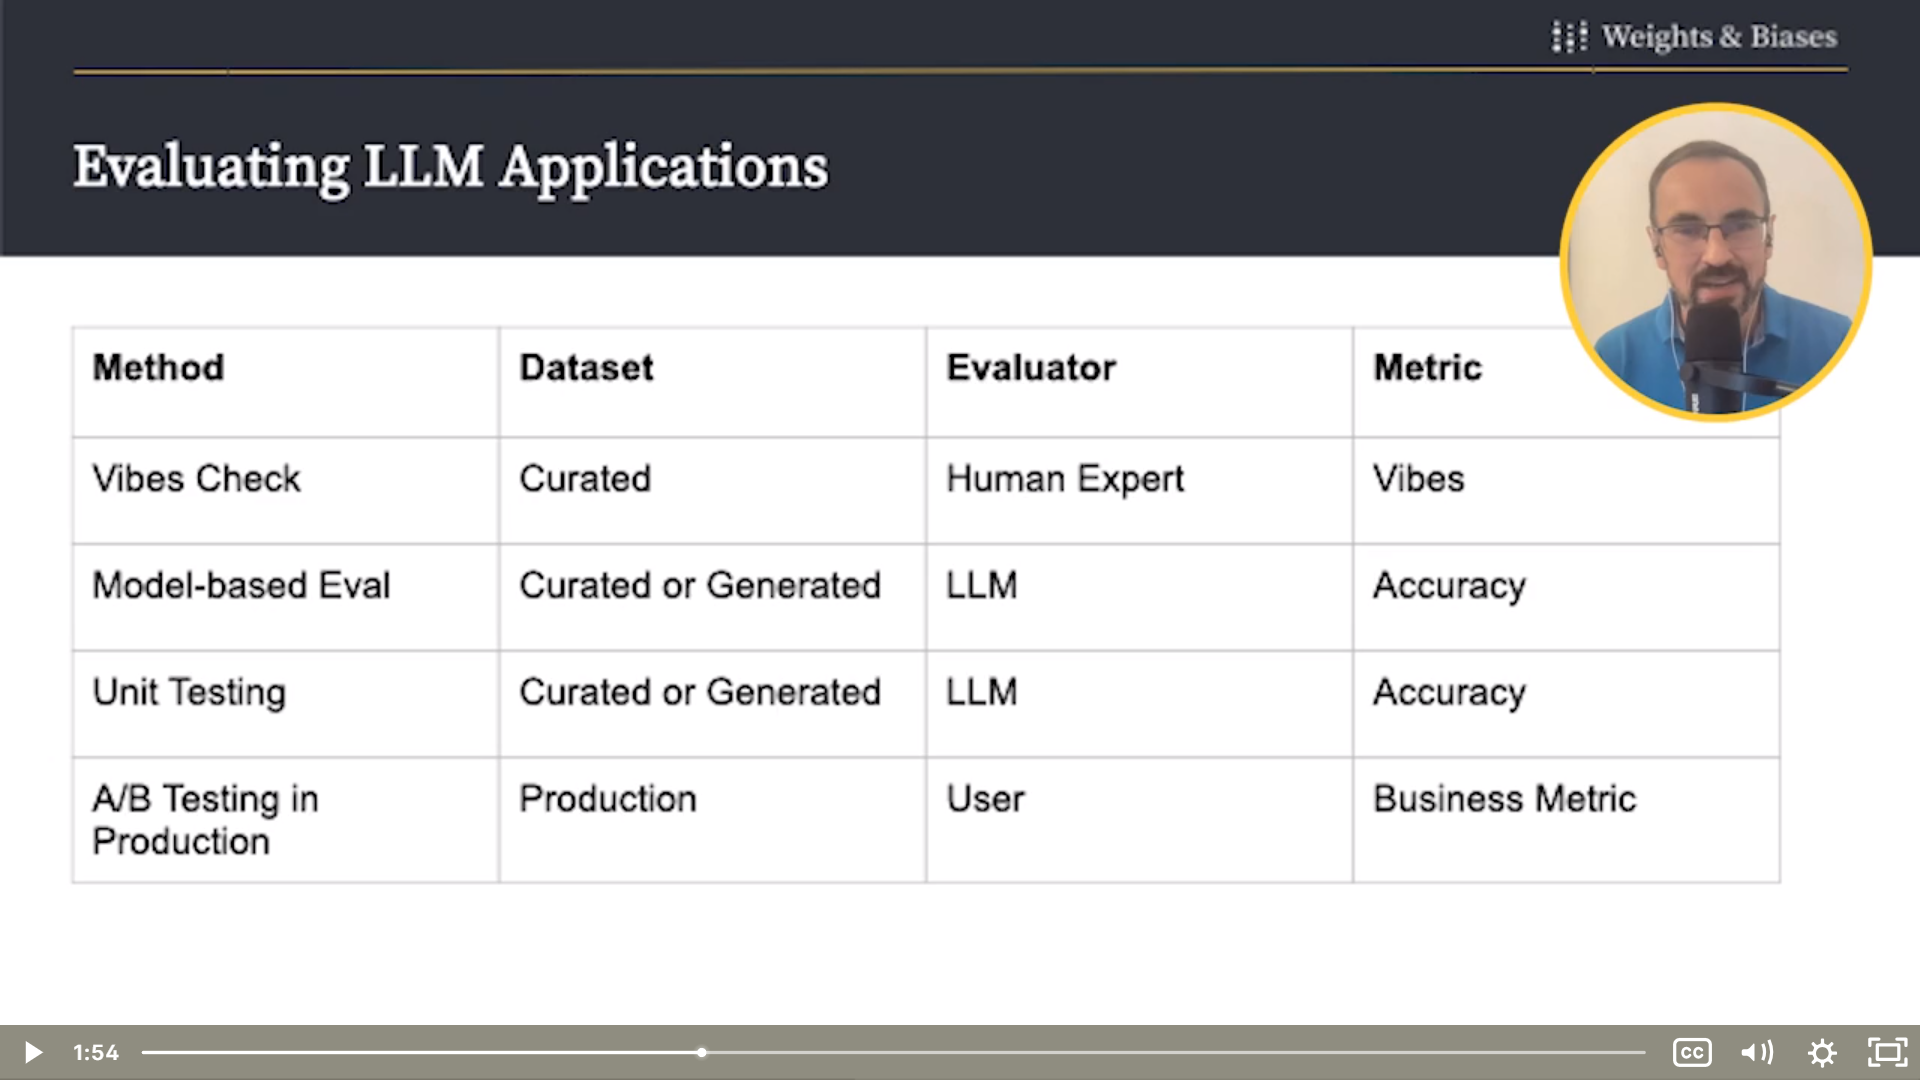 Weights & Biases
Evaluating LLM Applications
Method Dataset Evaluator Metric
Vibes Check Curated Human Expert Vibes
Model-based Eval Curated or Generated LLM Accuracy
Unit Testing Curated or Generated LLM Accuracy
A/B Testing in Production User Business Metric
Production
1:54
CC